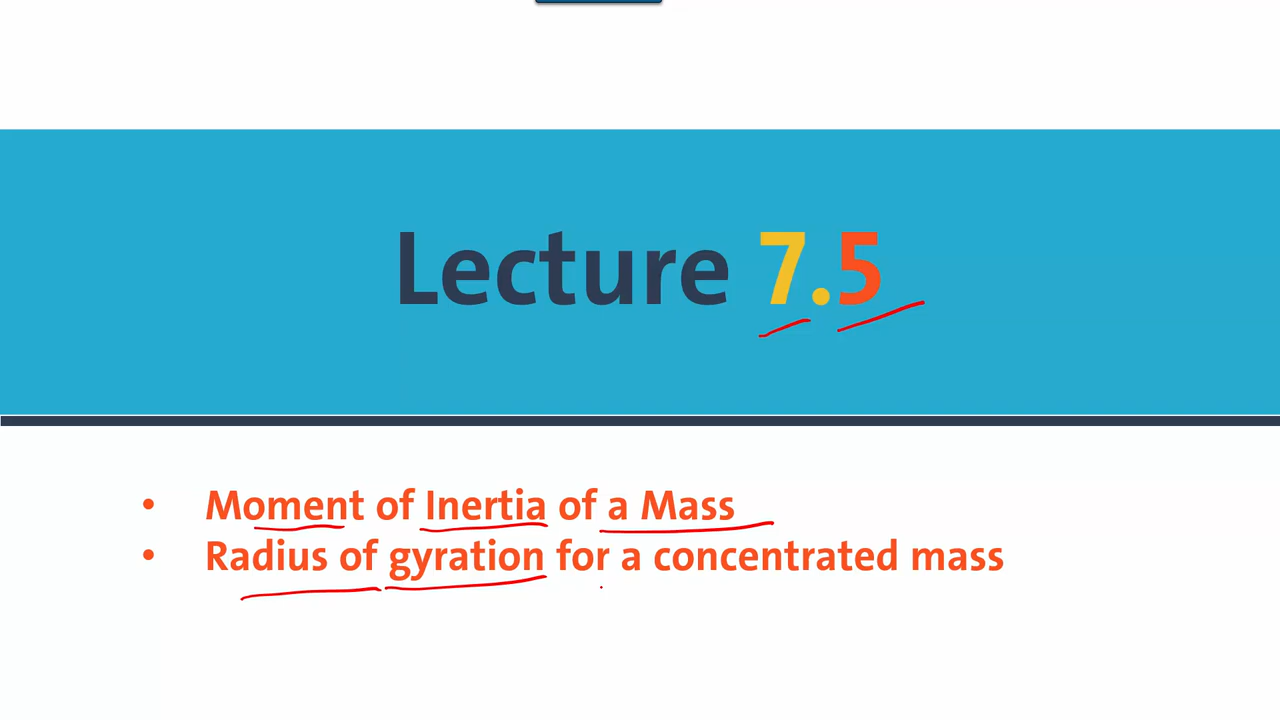 Lecture 7.5
• Moment of Inertia of a Mass
• Radius of gyration for a concentrated mass